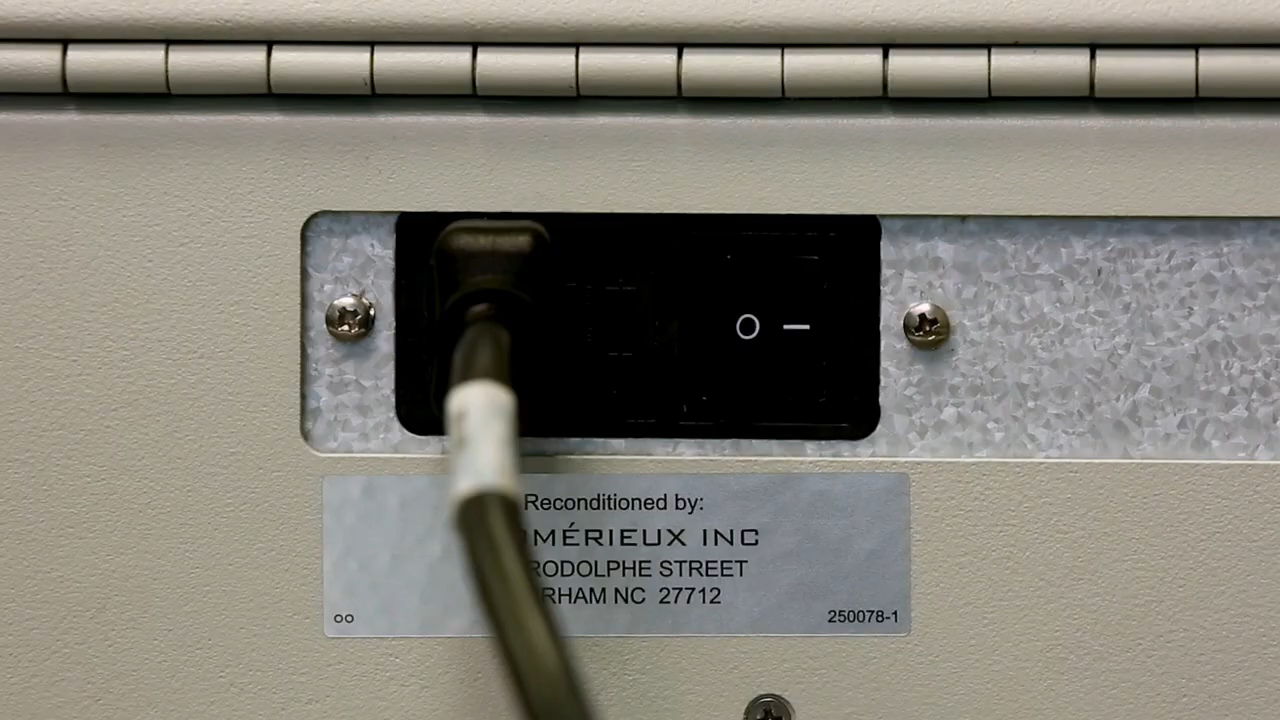 O —
Reconditioned by:
MÉRIEUX INC
RODOLPHE STREET
RHAM NC 27712
250078-1